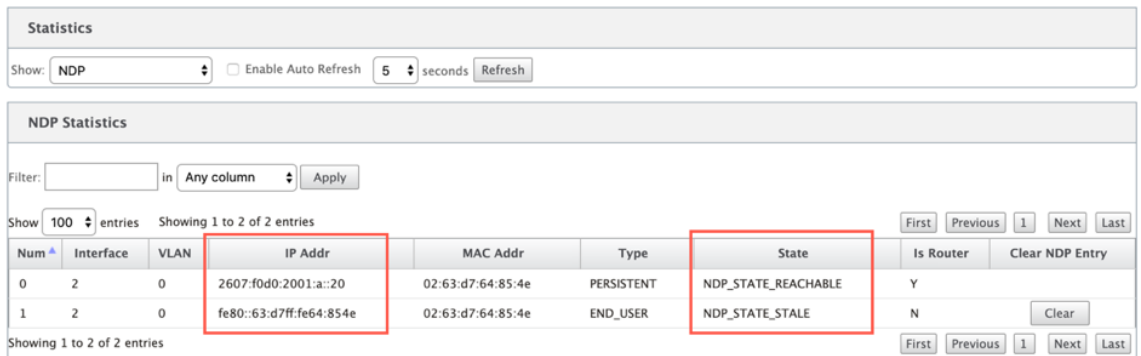 Statistics
Show: NDP Enable Auto Refresh 5 seconds Refresh
NDP Statistics
Filter: in Any column Apply
Show 100 entries Showing 1 to 2 of 2 entries First Previous 1 Next Last
Num Interface VLAN IP Addr MAC Addr Type State Is Router Clear NDP Entry
0 2 0 2607:f0d0:2001:a::20 02:63:d7:64:85:4e PERSISTENT NDP_STATE_REACHABLE Y
1 2 0 fe80::63:d7ff:fe64:854e 02:63:d7:64:85:4e END_USER NDP_STATE_STALE N Clear
Showing 1 to 2 of 2 entries First Previous 1 Next Last